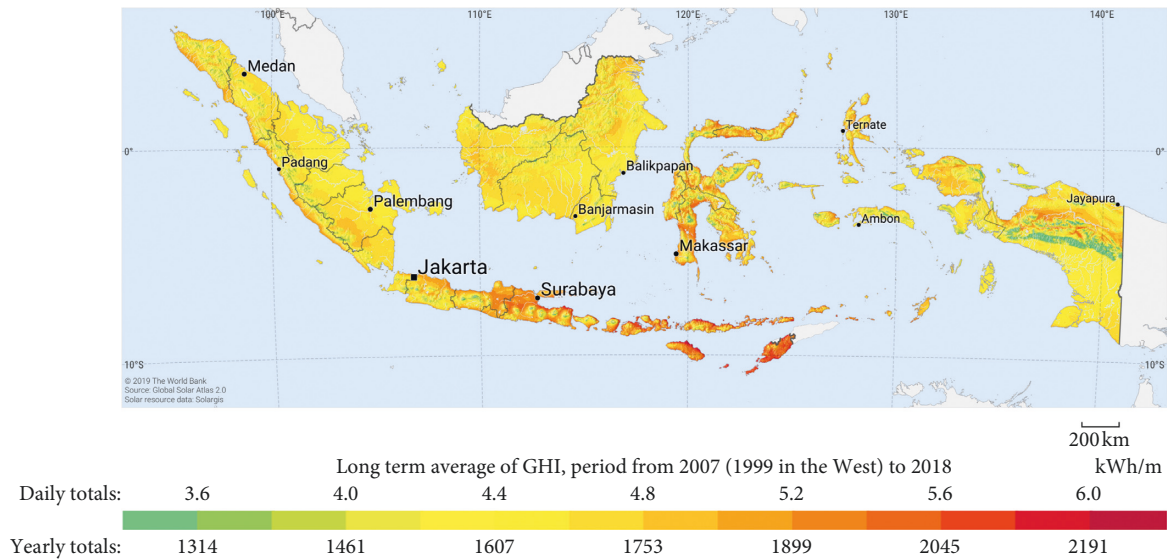 100°E 110°E 120°E 130°E 140°E
Medan
Ternate
0° Padang Balikpapan 0°
Palembang Banjarmasin Jayapura
Ambon
Makassar
Jakarta
Surabaya
10°S 10°S
© 2019 The World Bank
Source: Global Solar Atlas 2.0
Solar resource data: Solargis
200 km
Long term average of GHI, period from 2007 (1999 in the West) to 2018 kWh/m
Daily totals: 3.6 4.0 4.4 4.8 5.2 5.6 6.0
Yearly totals: 1314 1461 1607 1753 1899 2045 2191